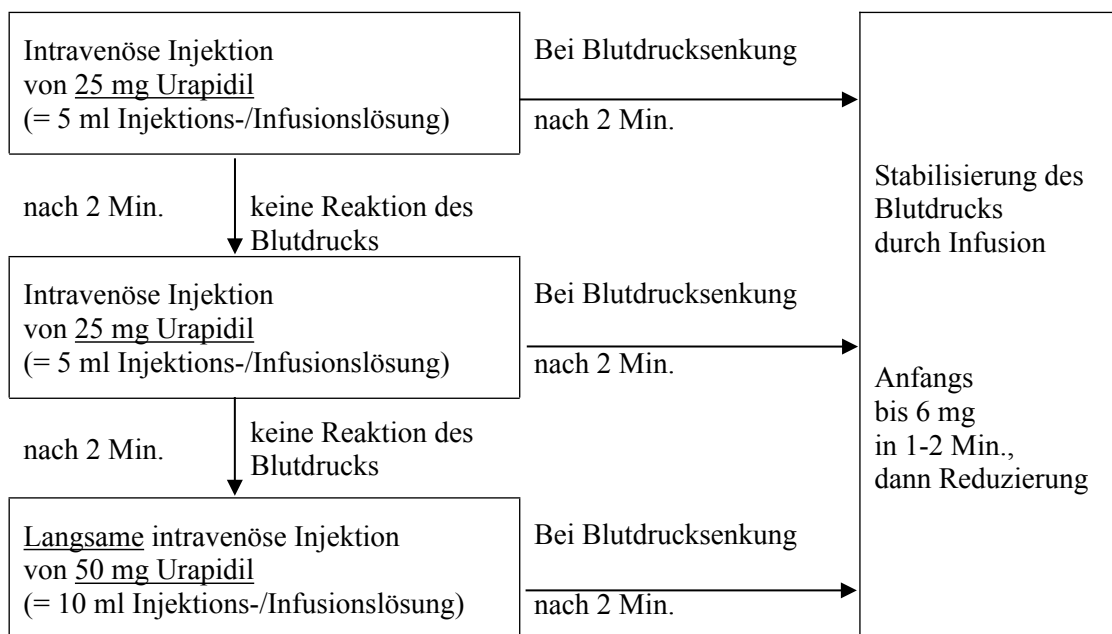 Intravenöse Injektion
von 25 mg Urapidil
(= 5 ml Injektions-/Infusionslösung)
Bei Blutdrucksenkung
nach 2 Min.
nach 2 Min.
keine Reaktion des
Blutdrucks
Intravenöse Injektion
von 25 mg Urapidil
(= 5 ml Injektions-/Infusionslösung)
Bei Blutdrucksenkung
nach 2 Min.
nach 2 Min.
keine Reaktion des
Blutdrucks
Langsame intravenöse Injektion
von 50 mg Urapidil
(= 10 ml Injektions-/Infusionslösung)
Bei Blutdrucksenkung
nach 2 Min.
Stabilisierung des
Blutdrucks
durch Infusion
Anfangs
bis 6 mg
in 1-2 Min.,
dann Reduzierung